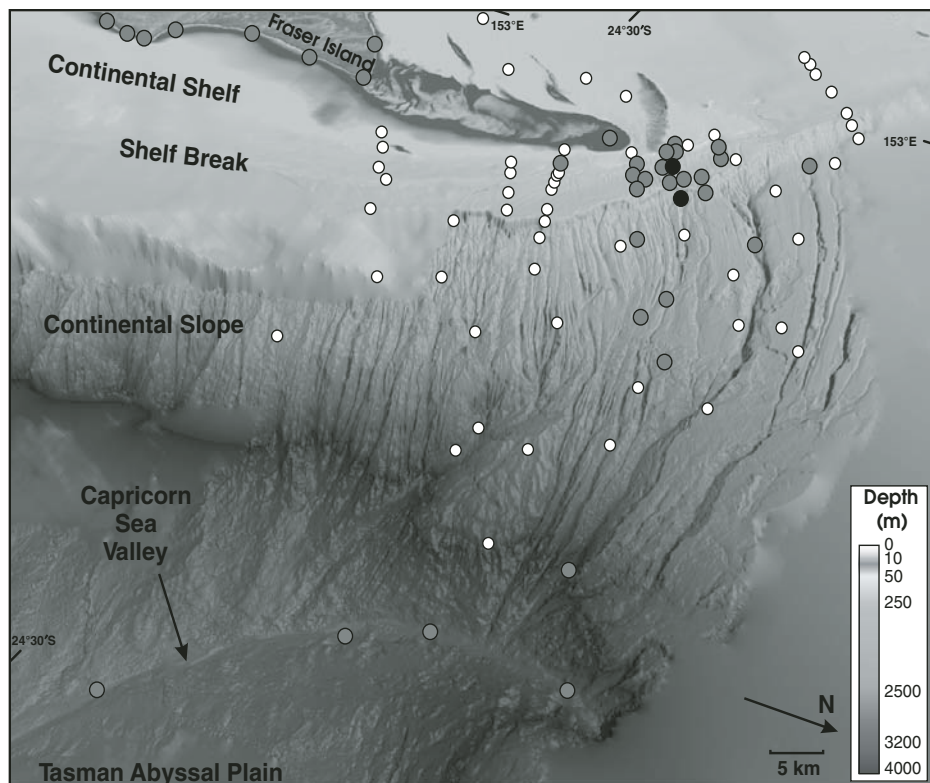 Fraser Island
153°E
24°30′S
Continental Shelf
Shelf Break
153°E
Continental Slope
Capricorn
Sea
Valley
Depth
(m)
0
10
50
250
2500
3200
4000
24°30′S
N
5 km
Tasman Abyssal Plain